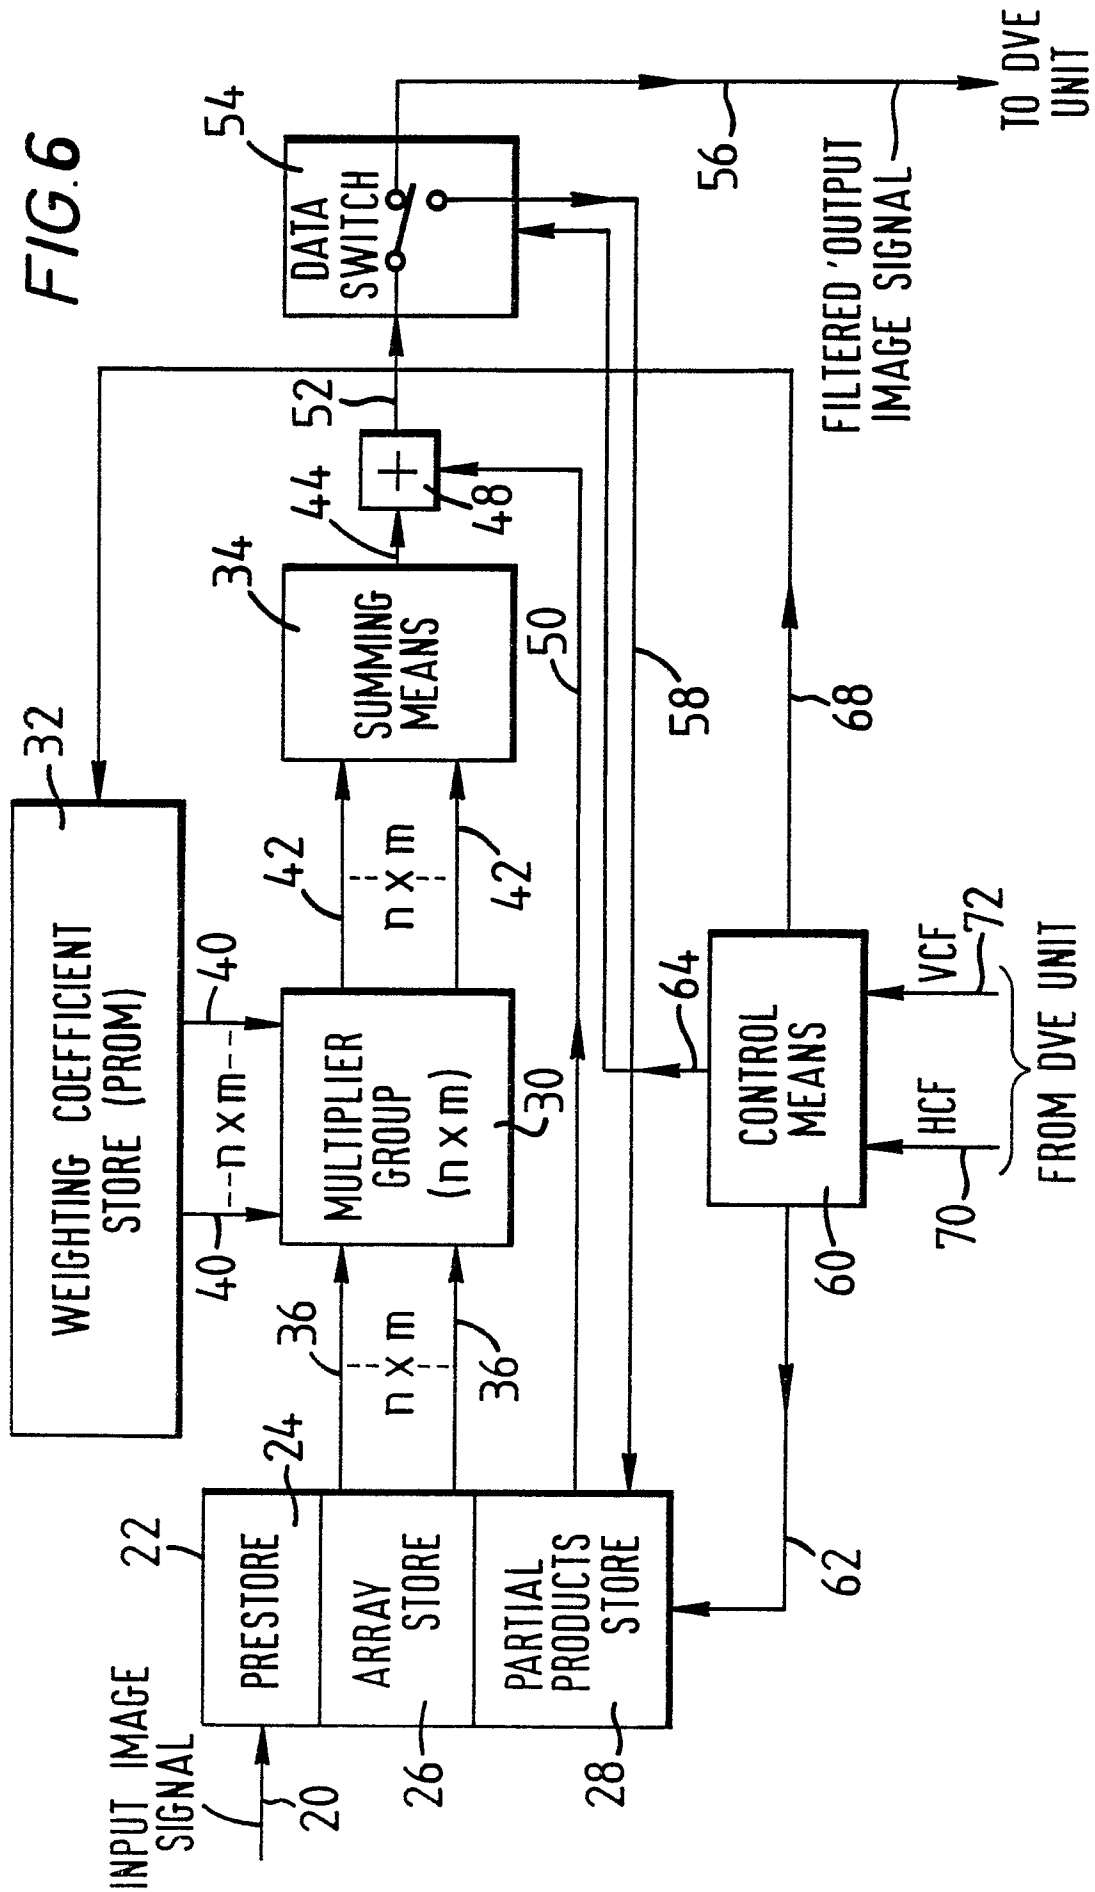 FIG.6
INPUT IMAGE
SIGNAL
20
22
PRESTORE
24
ARRAY
STORE
26
PARTIAL
PRODUCTS
STORE
28
WEIGHTING COEFFICIENT
STORE (PROM)
32
40
n x m
40
36
n x m
36
MULTIPLIER
GROUP
(n x m)
30
42
n x m
42
SUMMING
MEANS
34
44
+
48
52
DATA
SWITCH
54
50
58
56
FILTERED 'OUTPUT
IMAGE SIGNAL
TO DVE
UNIT
CONTROL
MEANS
60
62
64
68
HCF
70
VCF
72
FROM DVE UNIT